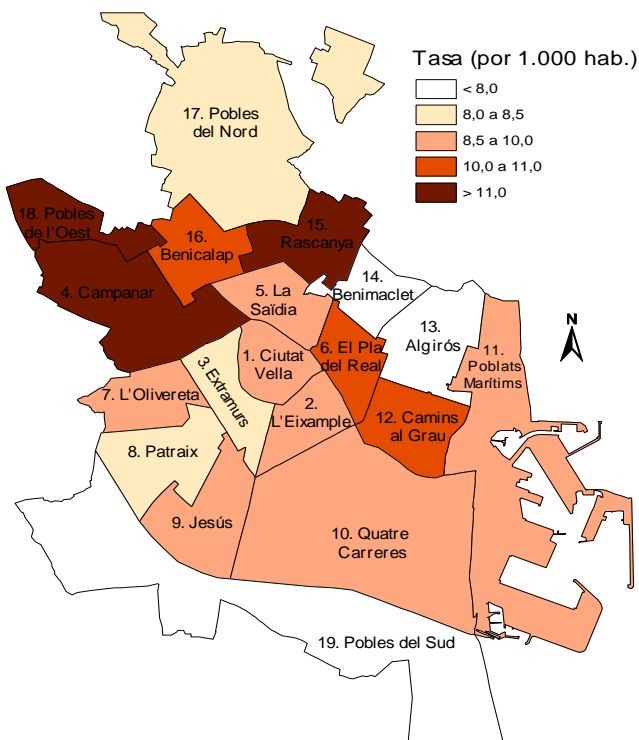 Tasa (por 1.000 hab.)
< 8,0
8,0 a 8,5
8,5 a 10,0
10,0 a 11,0
> 11,0
17. Pobles
del Nord
18. Pobles
de l'Oest
16.
Benicalap
15.
Rascanya
4. Campanar
14.
Benimaclet
5. La
Saïdia
13.
Algirós
N
1. Ciutat
Vella
6. El Pla
del Real
11.
Poblats
Marítims
3. Extramurs
7. L'Olivereta
2.
L'Eixample
12. Camins
al Grau
8. Patraix
9. Jesús
10. Quatre
Carreres
19. Pobles del Sud